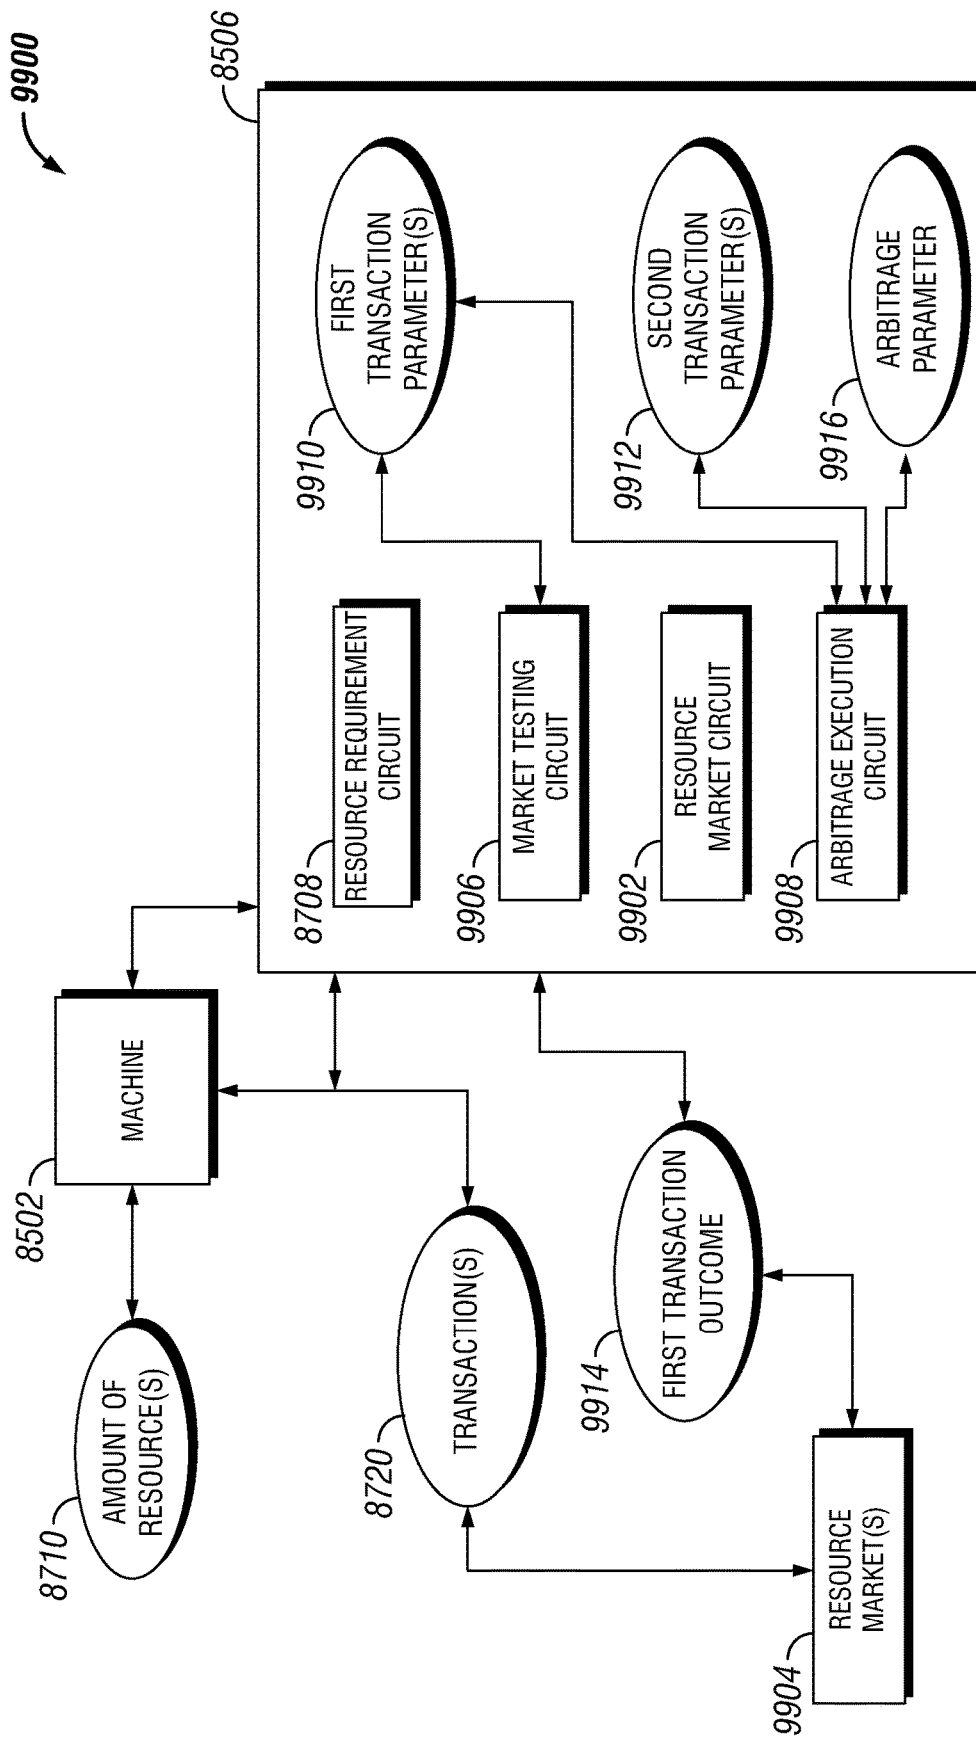 9900
8506
8502
MACHINE
8710
AMOUNT OF
RESOURCE(S)
8720
TRANSACTION(S)
9914
FIRST TRANSACTION
OUTCOME
9904
RESOURCE
MARKET(S)
8708
RESOURCE REQUIREMENT
CIRCUIT
9906
MARKET TESTING
CIRCUIT
9902
RESOURCE
MARKET CIRCUIT
9908
ARBITRAGE EXECUTION
CIRCUIT
9910
FIRST
TRANSACTION
PARAMETER(S)
9912
SECOND
TRANSACTION
PARAMETER(S)
9916
ARBITRAGE
PARAMETER